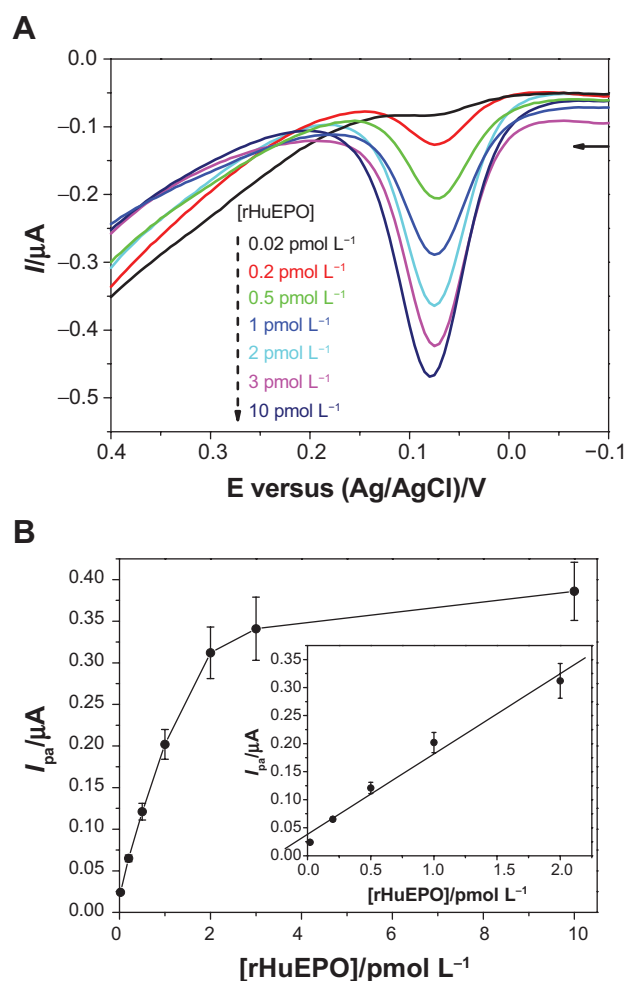 A
0.0
–0.1
–0.2
–0.3
–0.4
–0.5
I/μA
[rHuEPO]
0.02 pmol L⁻¹
0.2 pmol L⁻¹
0.5 pmol L⁻¹
1 pmol L⁻¹
2 pmol L⁻¹
3 pmol L⁻¹
10 pmol L⁻¹
0.4 0.3 0.2 0.1 0.0 –0.1
E versus (Ag/AgCl)/V
B
0.40
0.35
0.30
0.25
0.20
0.15
0.10
0.05
0.00
Ipa/μA
0.35
0.30
0.25
0.20
0.15
0.10
0.05
0.00
Ipa/μA
0.0 0.5 1.0 1.5 2.0
[rHuEPO]/pmol L⁻¹
0 2 4 6 8 10
[rHuEPO]/pmol L⁻¹